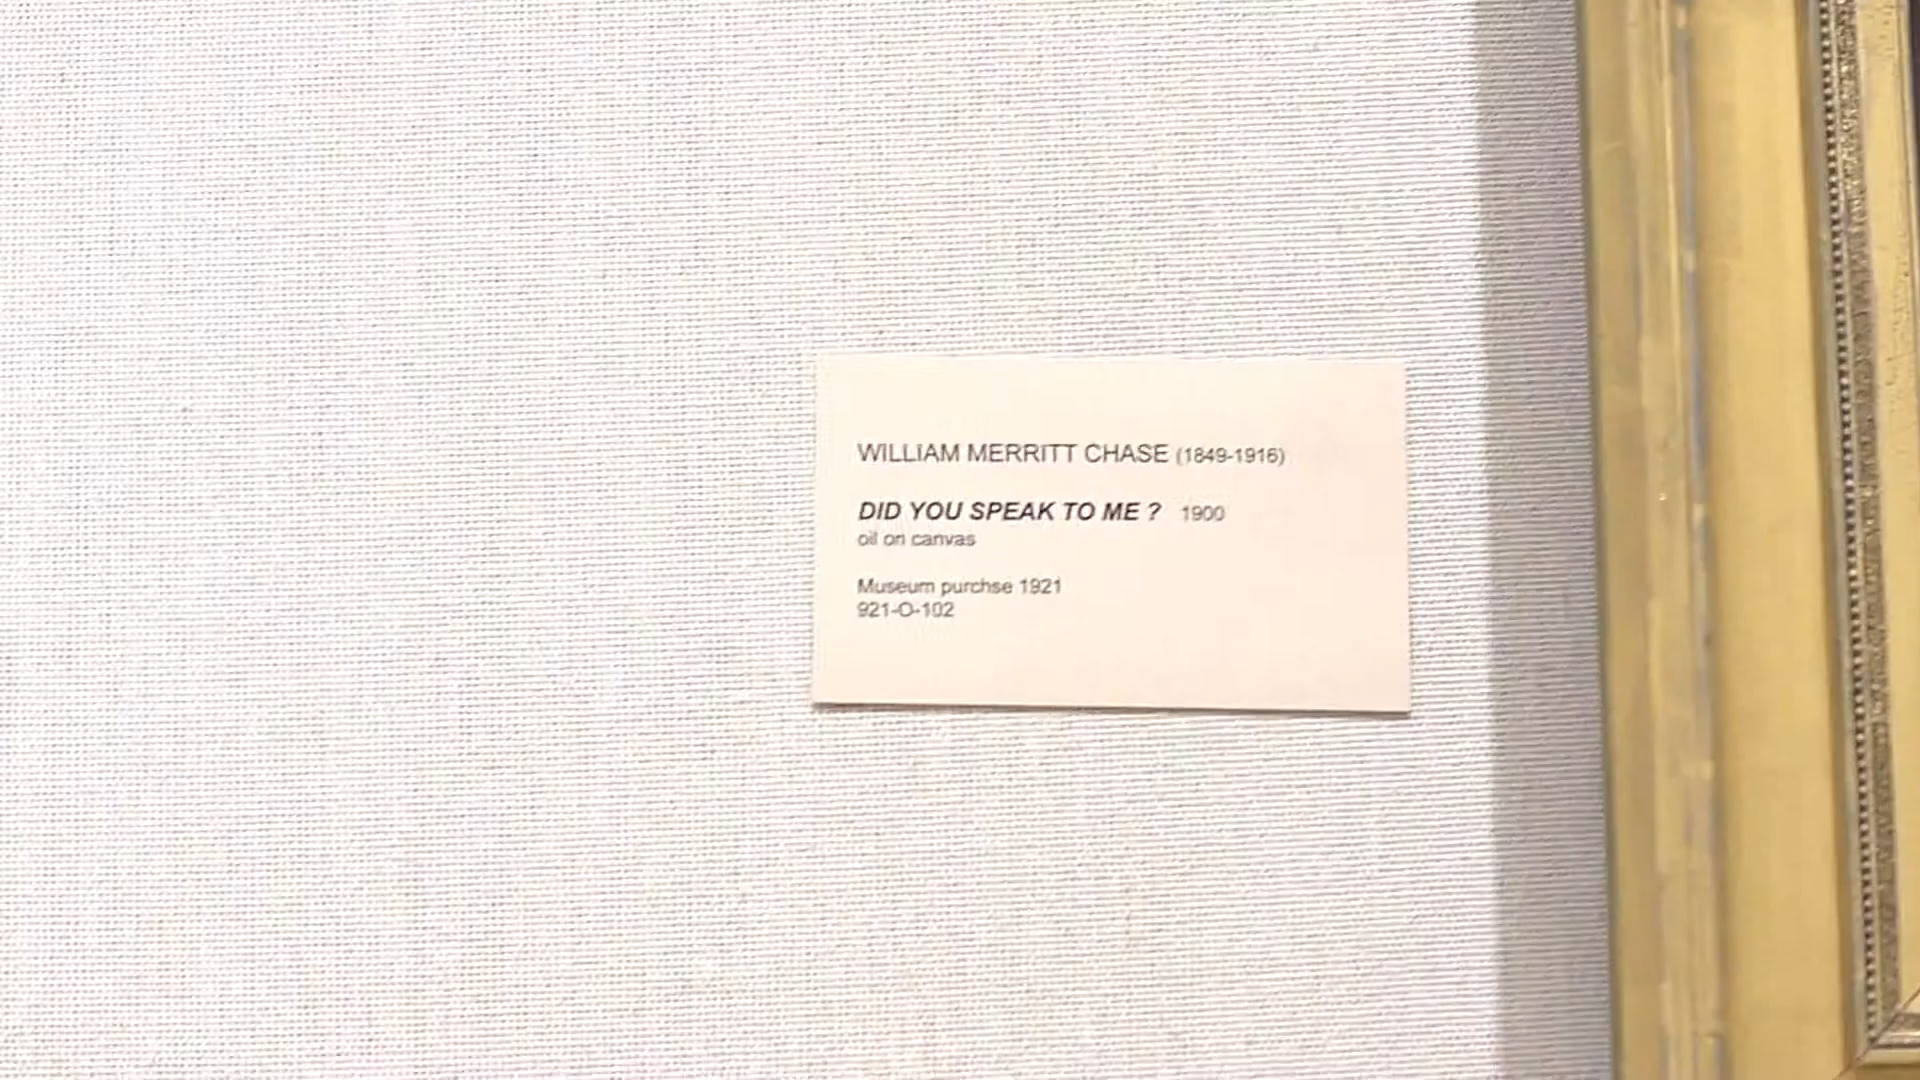 WILLIAM MERRITT CHASE (1849-1916)
DID YOU SPEAK TO ME ? 1900
oil on canvas
Museum purchse 1921
921-O-102